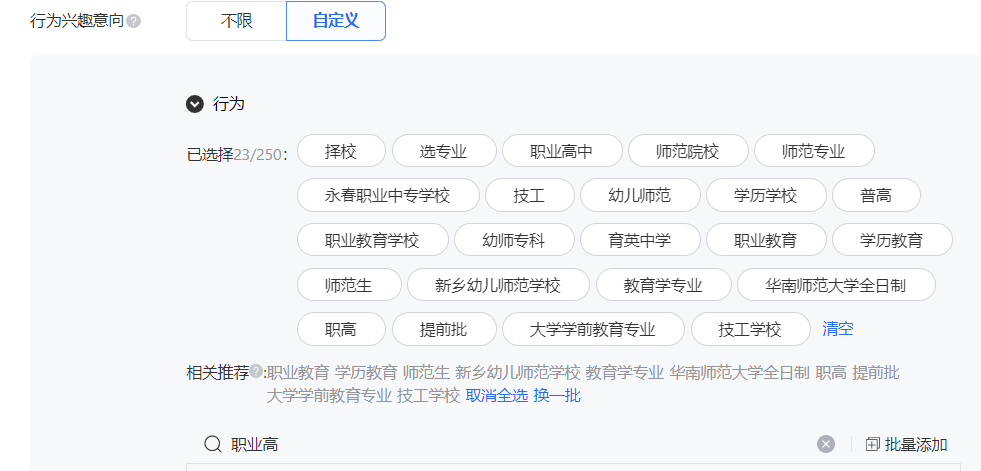 行为兴趣意向 ? 不限 自定义
行为
已选择23/250: 择校 选专业 职业高中 师范院校 师范专业
永春职业中专学校 技工 幼儿师范 学历学校 普高
职业教育学校 幼师专科 育英中学 职业教育 学历教育
师范生 新乡幼儿师范学校 教育学专业 华南师范大学全日制
职高 提前批 大学学前教育专业 技工学校 清空
相关推荐?:职业教育 学历教育 师范生 新乡幼儿师范学校 教育学专业 华南师范大学全日制 职高 提前批
大学学前教育专业 技工学校 取消全选 换一批
职业高 批量添加